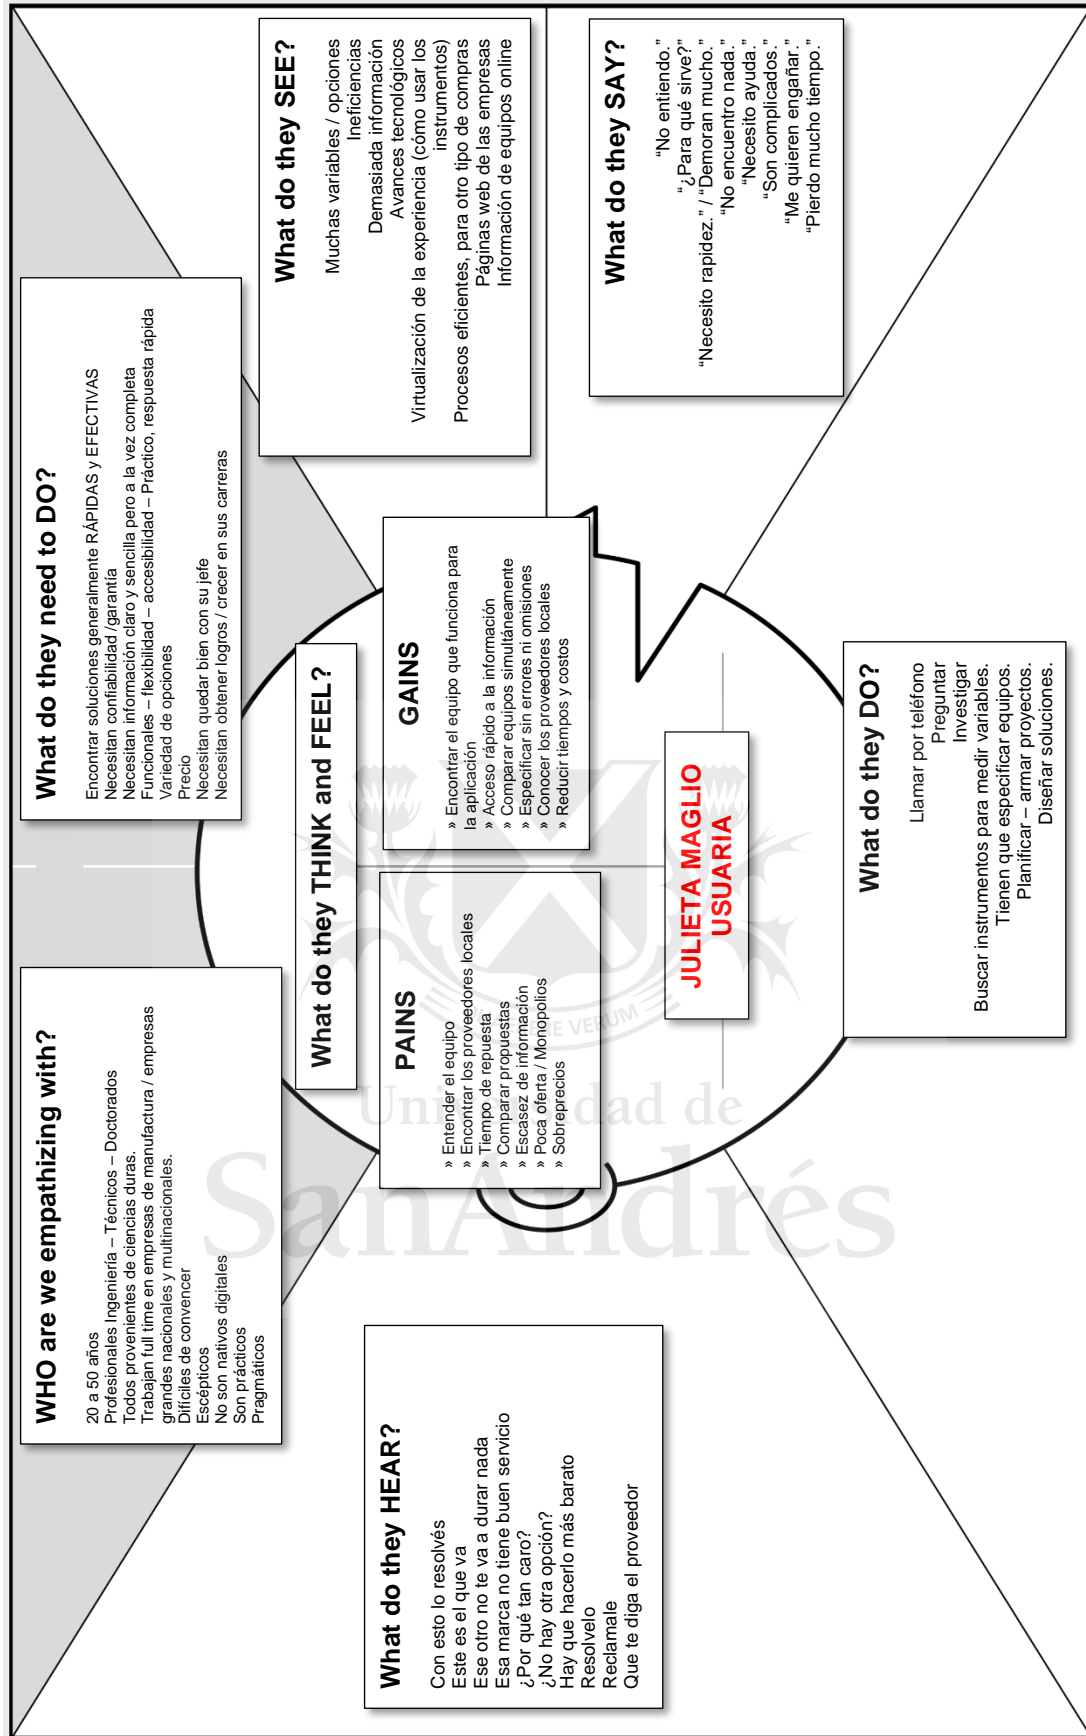 WHO are we empathizing with?
20 a 50 años
Profesionales Ingeniería – Técnicos – Doctorados
Todos provenientes de ciencias duras.
Trabajan full time en empresas de manufactura / empresas
grandes nacionales y multinacionales.
Difíciles de convencer
Escépticos
No son nativos digitales
Son prácticos
Pragmáticos
What do they need to DO?
Encontrar soluciones generalmente RÁPIDAS y EFECTIVAS
Necesitan confiabilidad /garantía
Necesitan información claro y sencilla pero a la vez completa
Funcionales – flexibilidad – accesibilidad – Práctico, respuesta rápida
Variedad de opciones
Precio
Necesitan quedar bien con su jefe
Necesitan obtener logros / crecer en sus carreras
What do they SEE?
Muchas variables / opciones
Ineficiencias
Demasiada información
Avances tecnológicos
Virtualización de la experiencia (cómo usar los
instrumentos)
Procesos eficientes, para otro tipo de compras
Páginas web de las empresas
Información de equipos online
What do they SAY?
“No entiendo.”
“¿Para qué sirve?”
“Necesito rapidez.” / “Demoran mucho.”
“No encuentro nada.”
“Necesito ayuda.”
“Son complicados.”
“Me quieren engañar.”
“Pierdo mucho tiempo.”
What do they DO?
Llamar por teléfono
Preguntar
Investigar
Buscar instrumentos para medir variables.
Tienen que especificar equipos.
Planificar – armar proyectos.
Diseñar soluciones.
What do they HEAR?
Con esto lo resolvés
Este es el que va
Ese otro no te va a durar nada
Esa marca no tiene buen servicio
¿Por qué tan caro?
¿No hay otra opción?
Hay que hacerlo más barato
Resolvelo
Reclamale
Que te diga el proveedor
What do they THINK and FEEL?
PAINS
» Entender el equipo
» Encontrar los proveedores locales
» Tiempo de repuesta
» Comparar propuestas
» Escasez de información
» Poca oferta / Monopolios
» Sobreprecios
GAINS
» Encontrar el equipo que funciona para
la aplicación
» Acceso rápido a la información
» Comparar equipos simultáneamente
» Especificar sin errores ni omisiones
» Conocer los proveedores locales
» Reducir tiempos y costos
JULIETA MAGLIO
USUARIA
VERUM
Universidad de
SanAndrés